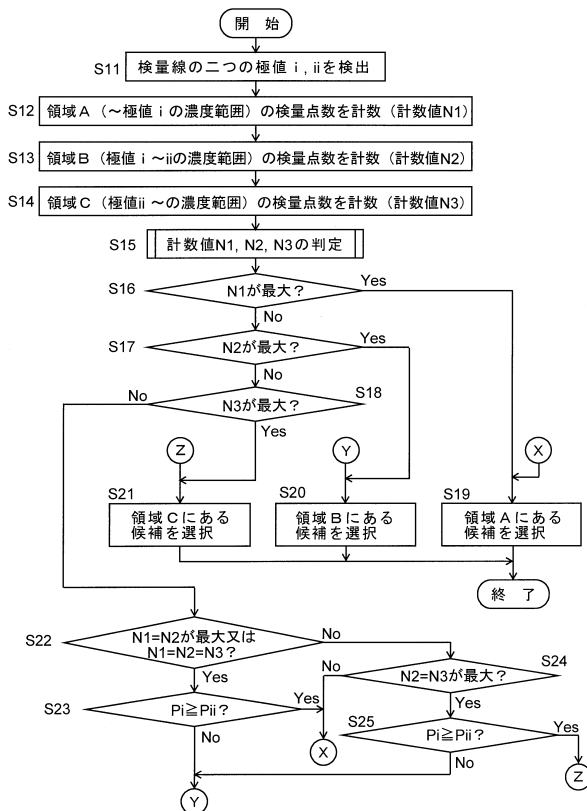 開 始
S11
検量線の二つの極値ⅰ,ⅱを検出
S12
領域A（～極値ⅰの濃度範囲）の検量点数を計数（計数値N1）
S13
領域B（極値ⅰ～ⅱの濃度範囲）の検量点数を計数（計数値N2）
S14
領域C（極値ⅱ～の濃度範囲）の検量点数を計数（計数値N3）
S15
計数値N1, N2, N3の判定
S16
N1が最大？
Yes
No
S17
N2が最大？
Yes
No
S18
No
N3が最大？
Yes
Z
Y
X
S21
領域Cにある
候補を選択
S20
領域Bにある
候補を選択
S19
領域Aにある
候補を選択
終 了
S22
N1=N2が最大又は
N1=N2=N3？
No
Yes
S24
No
N2=N3が最大？
Yes
S23
Pi≧Pii？
Yes
No
X
S25
Pi≧Pii？
Yes
No
Z
Y